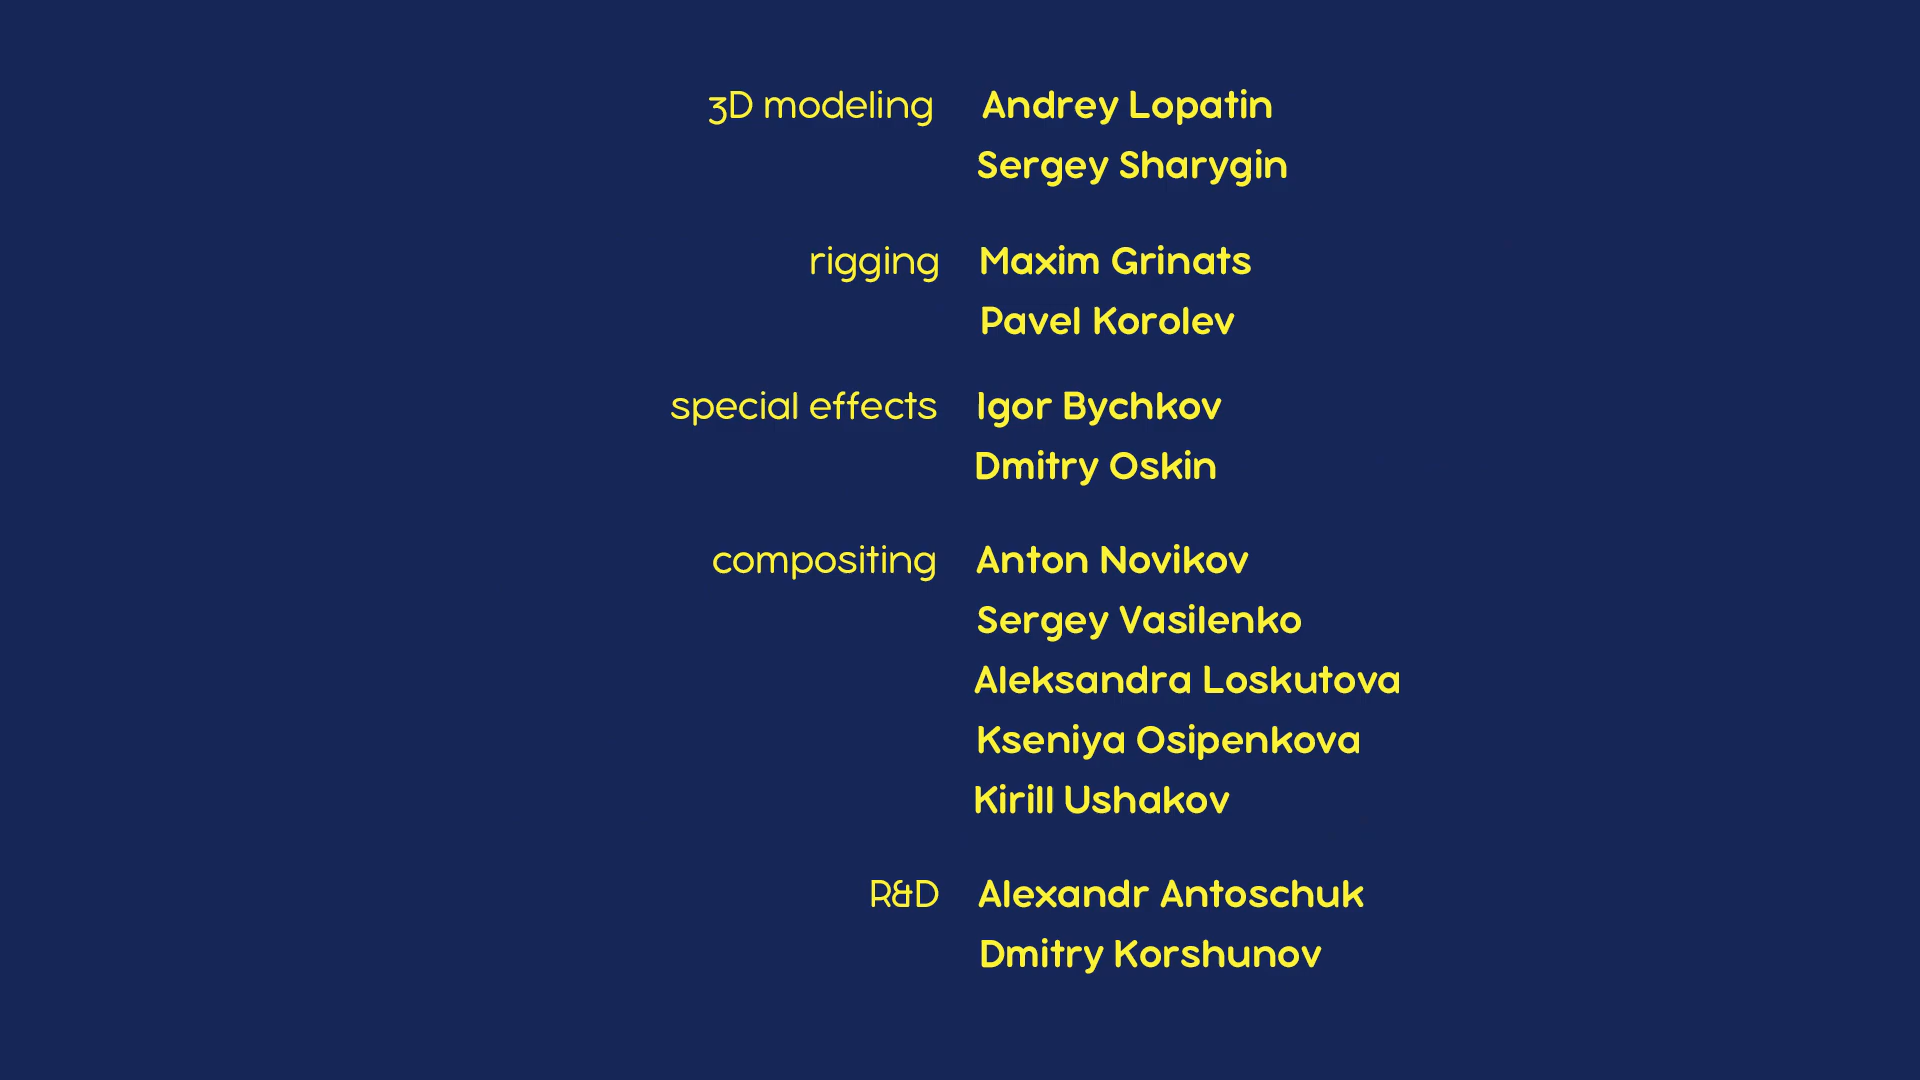 3D modeling Andrey Lopatin
Sergey Sharygin
rigging Maxim Grinats
Pavel Korolev
special effects Igor Bychkov
Dmitry Oskin
compositing Anton Novikov
Sergey Vasilenko
Aleksandra Loskutova
Kseniya Osipenkova
Kirill Ushakov
R&D Alexandr Antoschuk
Dmitry Korshunov